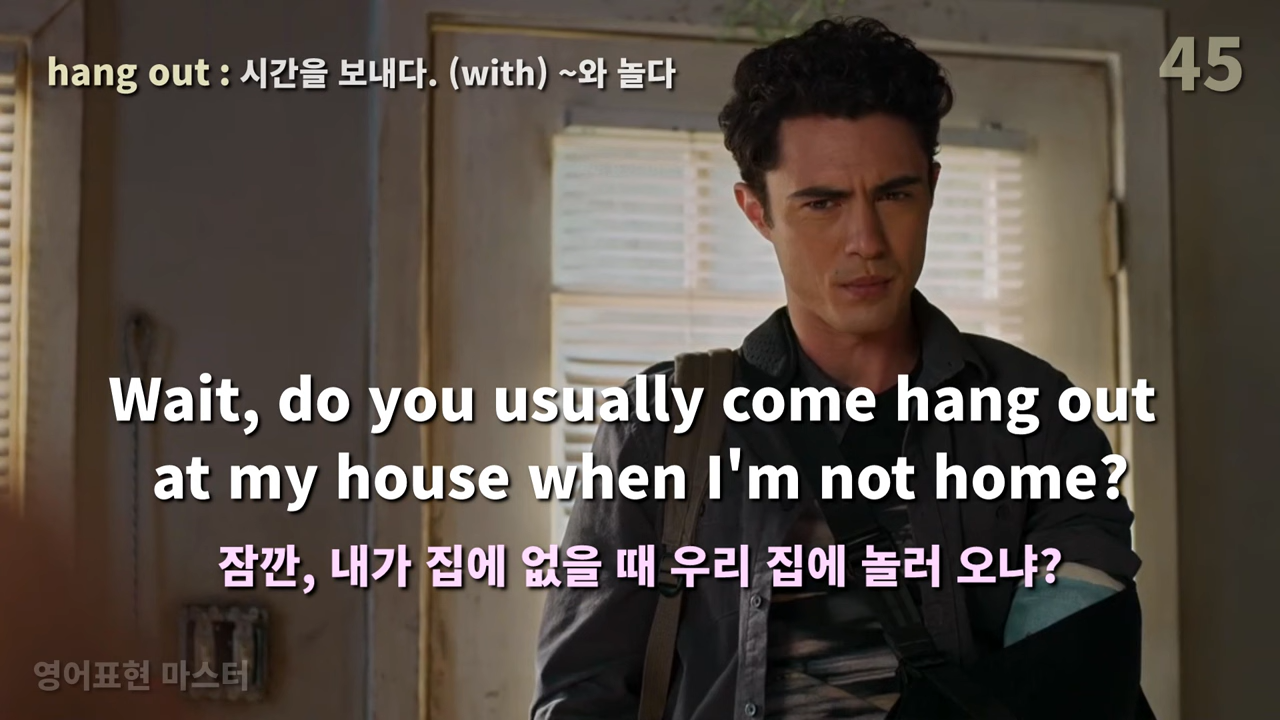 hang out : 시간을 보내다. (with) ~와 놀다
45
Wait, do you usually come hang out
at my house when I'm not home?
잠깐, 내가 집에 없을 때 우리 집에 놀러 오냐?
영어표현 마스터